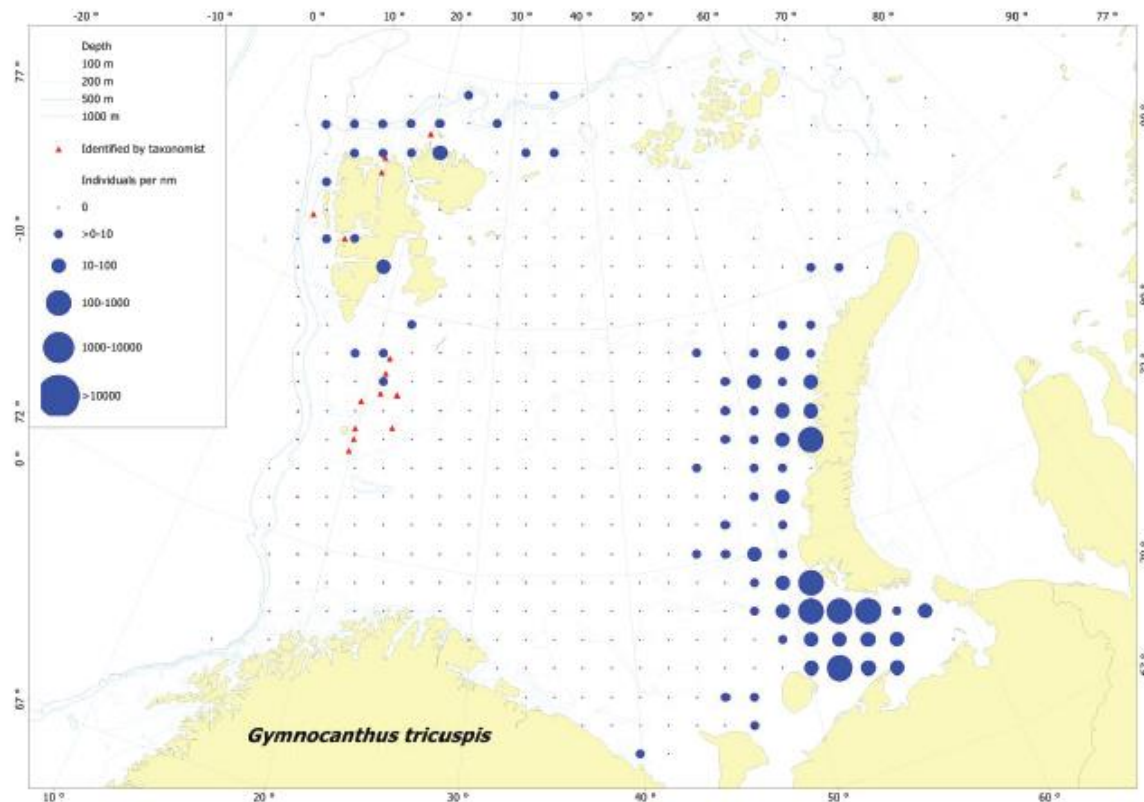 -20 ° -10 ° 0 ° 10 ° 20 ° 30 ° 40 ° 50 ° 60 ° 70 ° 80 ° 90 ° 77 °
77 °
-10 °
72 °
0 °
67 °
Depth
100 m
200 m
500 m
1000 m
Identified by taxonomist
Individuals per nm
0
>0-10
10-100
100-1000
1000-10000
>10000
Gymnocanthus tricuspis
10 ° 20 ° 30 ° 40 ° 50 ° 60 °